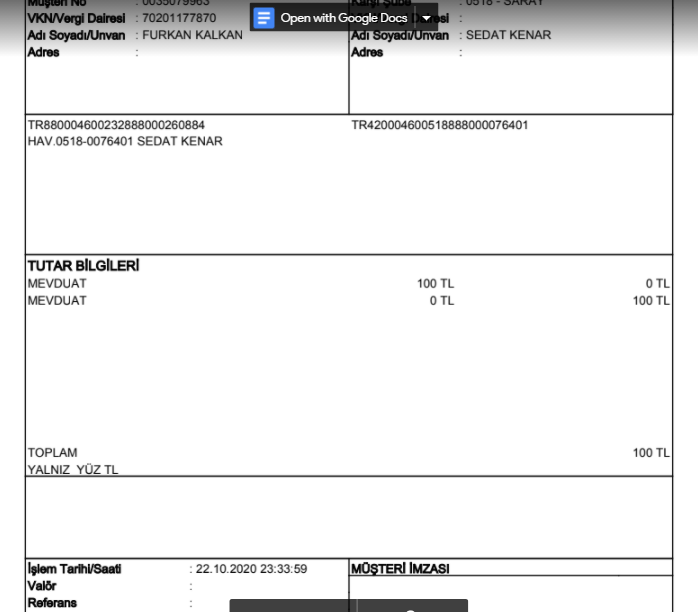 Müşteri No : 0035079963 Karşı Şube : 0518 - SARAY
VKN/Vergi Dairesi : 70201177870
Open with Google Docs
Adı Soyadı/Unvan : FURKAN KALKAN Adı Soyadı/Unvan : SEDAT KENAR
Adres : Adres :
TR880004600232888000260884 TR420004600518888000076401
HAV.0518-0076401 SEDAT KENAR
TUTAR BİLGİLERİ
MEVDUAT 100 TL 0 TL
MEVDUAT 0 TL 100 TL
TOPLAM 100 TL
YALNIZ YÜZ TL
İşlem Tarihi/Saati : 22.10.2020 23:33:59 MÜŞTERİ İMZASI
Valör :
Referans :